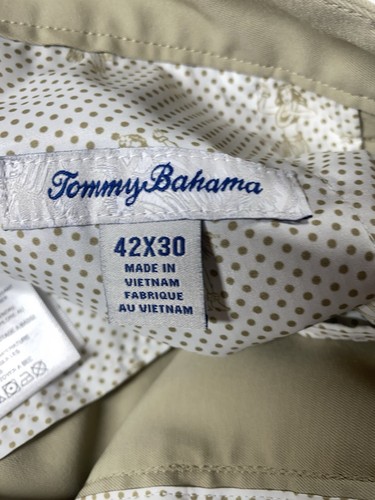 Tommy Bahama
42X30
MADE IN
VIETNAM
FABRIQUE
AU VIETNAM